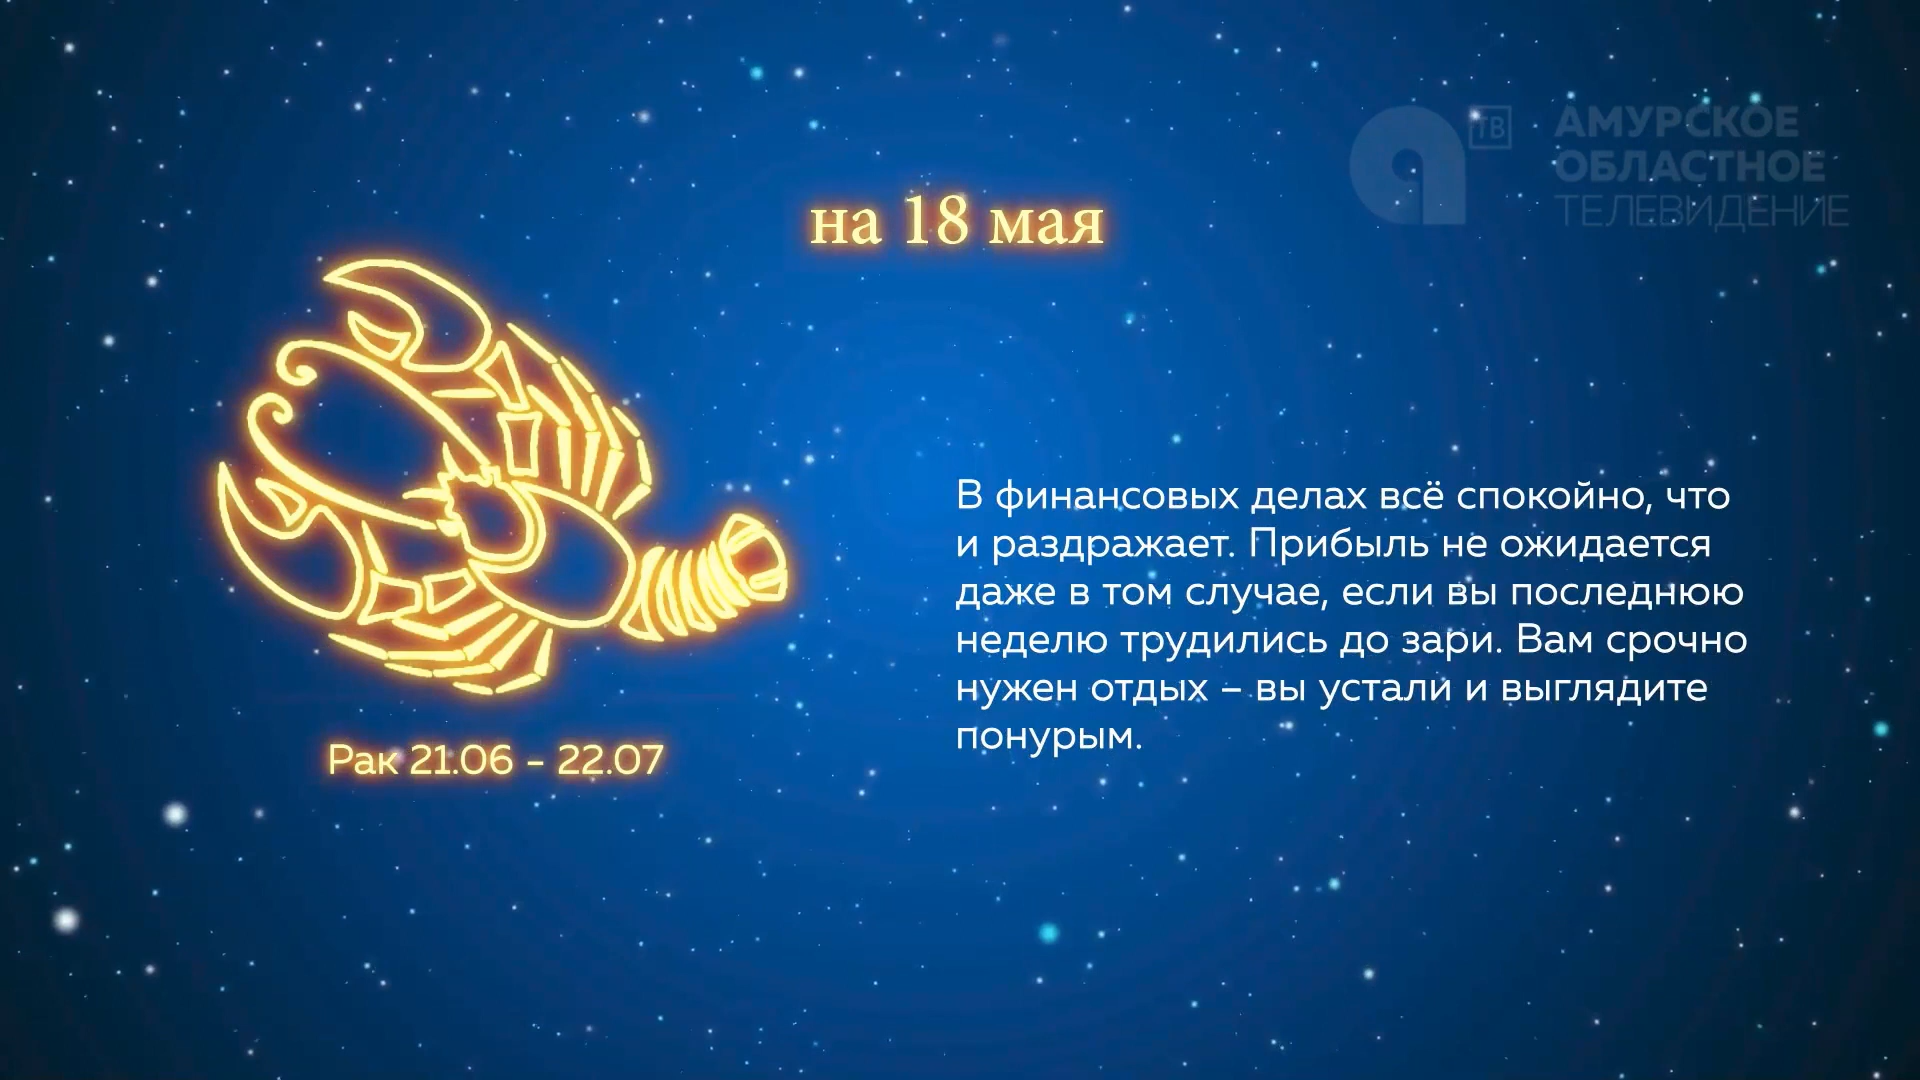 ТВ
АМУРСКОЕ
ОБЛАСТНОЕ
ТЕЛЕВИДЕНИЕ
на 18 мая
В финансовых делах всё спокойно, что
и раздражает. Прибыль не ожидается
даже в том случае, если вы последнюю
неделю трудились до зари. Вам срочно
нужен отдых – вы устали и выглядите
понурым.
Рак 21.06 - 22.07